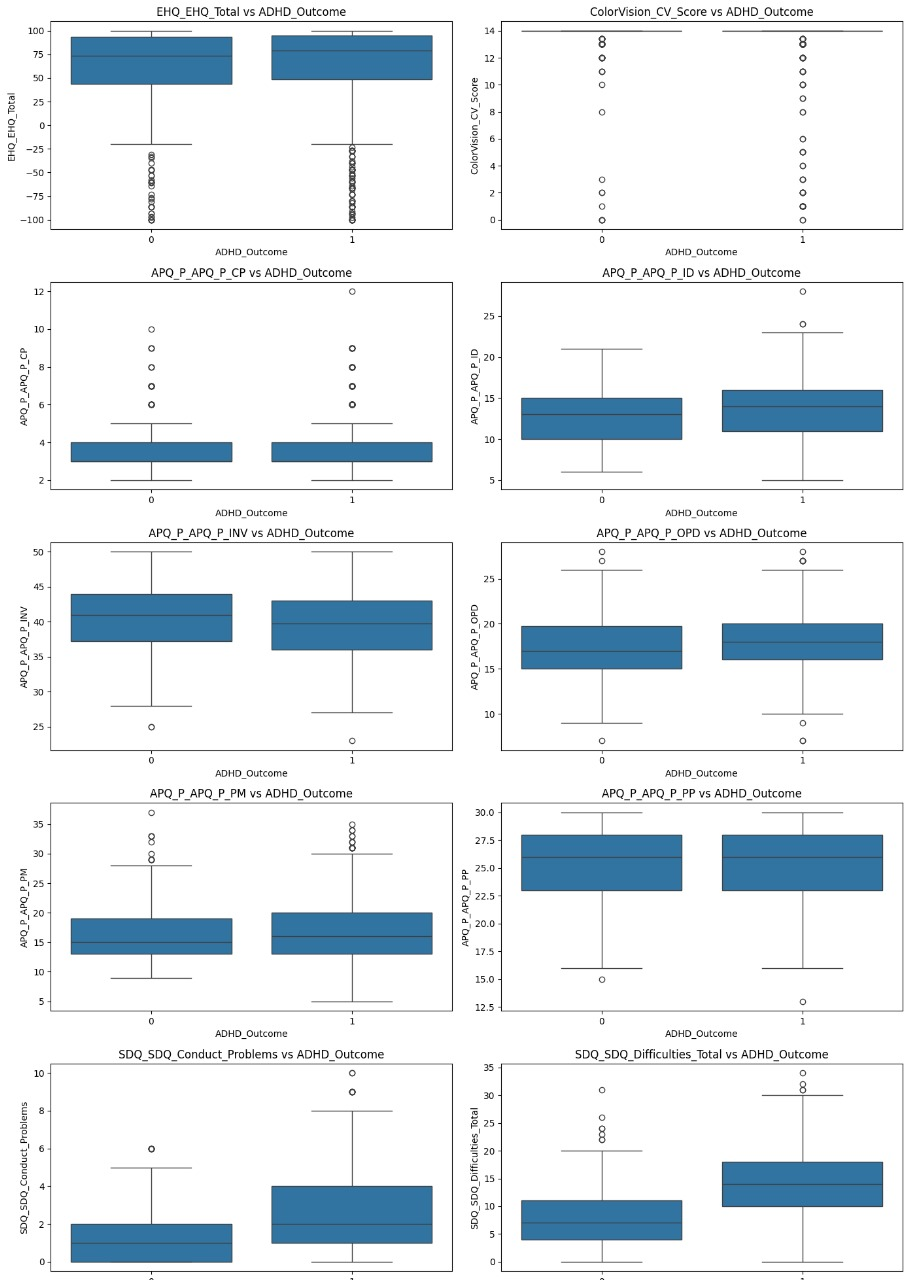 EHQ_EHQ_Total vs ADHD_Outcome
EHQ_EHQ_Total
100
75
50
25
0
−25
−50
−75
−100
0 1
ADHD_Outcome
ColorVision_CV_Score vs ADHD_Outcome
ColorVision_CV_Score
14
12
10
8
6
4
2
0
0 1
ADHD_Outcome
APQ_P_APQ_P_CP vs ADHD_Outcome
APQ_P_APQ_P_CP
12
10
8
6
4
2
0 1
ADHD_Outcome
APQ_P_APQ_P_ID vs ADHD_Outcome
APQ_P_APQ_P_ID
25
20
15
10
5
0 1
ADHD_Outcome
APQ_P_APQ_P_INV vs ADHD_Outcome
APQ_P_APQ_P_INV
50
45
40
35
30
25
0 1
ADHD_Outcome
APQ_P_APQ_P_OPD vs ADHD_Outcome
APQ_P_APQ_P_OPD
25
20
15
10
0 1
ADHD_Outcome
APQ_P_APQ_P_PM vs ADHD_Outcome
APQ_P_APQ_P_PM
35
30
25
20
15
10
5
0 1
ADHD_Outcome
APQ_P_APQ_P_PP vs ADHD_Outcome
APQ_P_APQ_P_PP
30.0
27.5
25.0
22.5
20.0
17.5
15.0
12.5
0 1
ADHD_Outcome
SDQ_SDQ_Conduct_Problems vs ADHD_Outcome
SDQ_SDQ_Conduct_Problems
10
8
6
4
2
0
SDQ_SDQ_Difficulties_Total vs ADHD_Outcome
SDQ_SDQ_Difficulties_Total
35
30
25
20
15
10
5
0